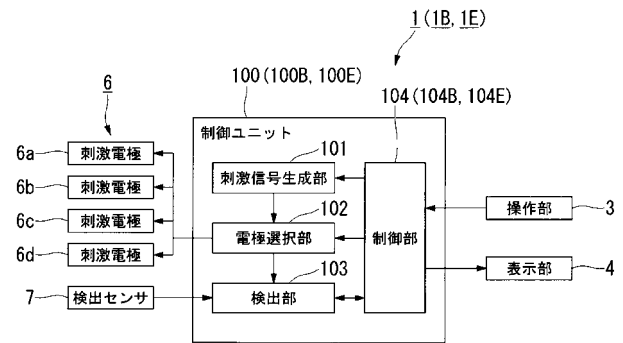 1(1B, 1E)
100(100B, 100E)
6
104(104B, 104E)
制御ユニット
101
6a 刺激電極
刺激信号生成部
6b 刺激電極
102
6c 刺激電極
電極選択部
制御部
操作部 3
6d 刺激電極
103
7 検出センサ
検出部
表示部 4